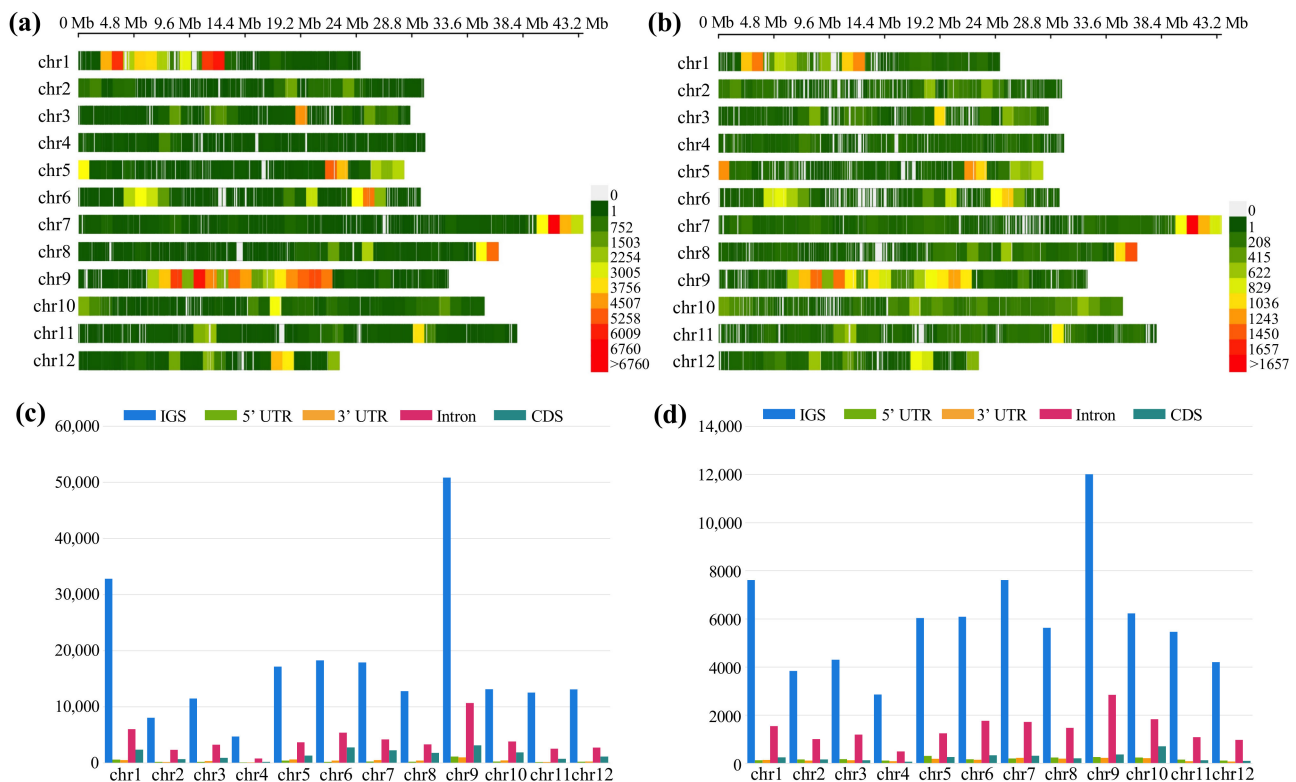 (a)
0 Mb 4.8 Mb 9.6 Mb 14.4 Mb 19.2 Mb 24 Mb 28.8 Mb 33.6 Mb 38.4 Mb 43.2 Mb
chr1
chr2
chr3
chr4
chr5
chr6
chr7
chr8
chr9
chr10
chr11
chr12
0
1
752
1503
2254
3005
3756
4507
5258
6009
6760
>6760
(b)
0 Mb 4.8 Mb 9.6 Mb 14.4 Mb 19.2 Mb 24 Mb 28.8 Mb 33.6 Mb 38.4 Mb 43.2 Mb
chr1
chr2
chr3
chr4
chr5
chr6
chr7
chr8
chr9
chr10
chr11
chr12
0
1
208
415
622
829
1036
1243
1450
1657
>1657
(c)
IGS 5’ UTR 3’ UTR Intron CDS
60,000
50,000
40,000
30,000
20,000
10,000
0
chr1 chr2 chr3 chr4 chr5 chr6 chr7 chr8 chr9 chr10 chr11 chr12
(d)
IGS 5’ UTR 3’ UTR Intron CDS
14,000
12,000
10,000
8000
6000
4000
2000
0
chr1 chr2 chr3 chr4 chr5 chr6 chr7 chr8 chr9 chr10 chr11 chr12